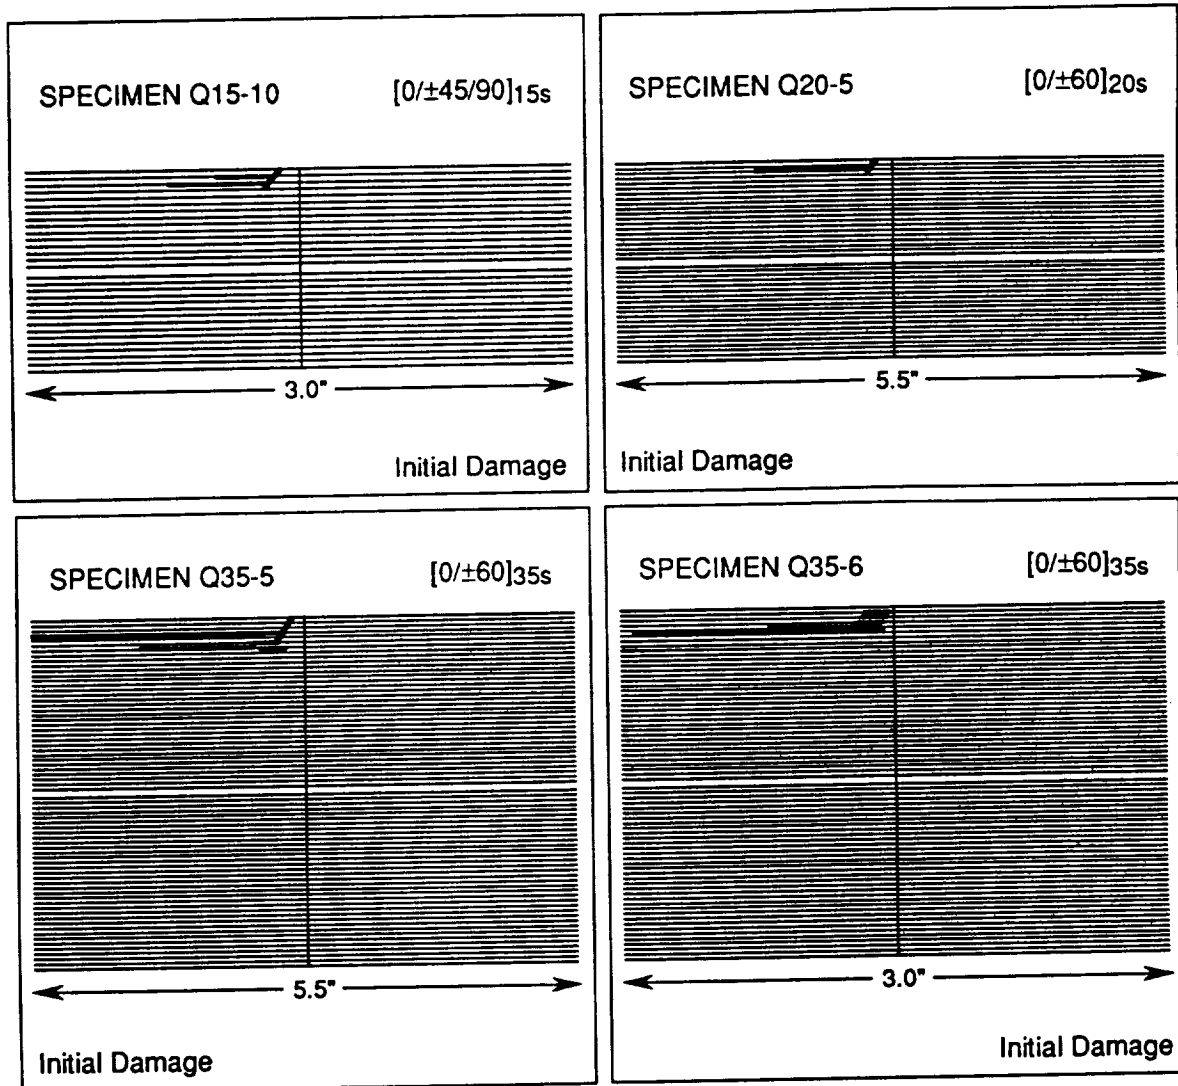 SPECIMEN Q15-10 [0/±45/90]15s
3.0"
Initial Damage
SPECIMEN Q20-5 [0/±60]20s
5.5"
Initial Damage
SPECIMEN Q35-5 [0/±60]35s
5.5"
Initial Damage
SPECIMEN Q35-6 [0/±60]35s
3.0"
Initial Damage